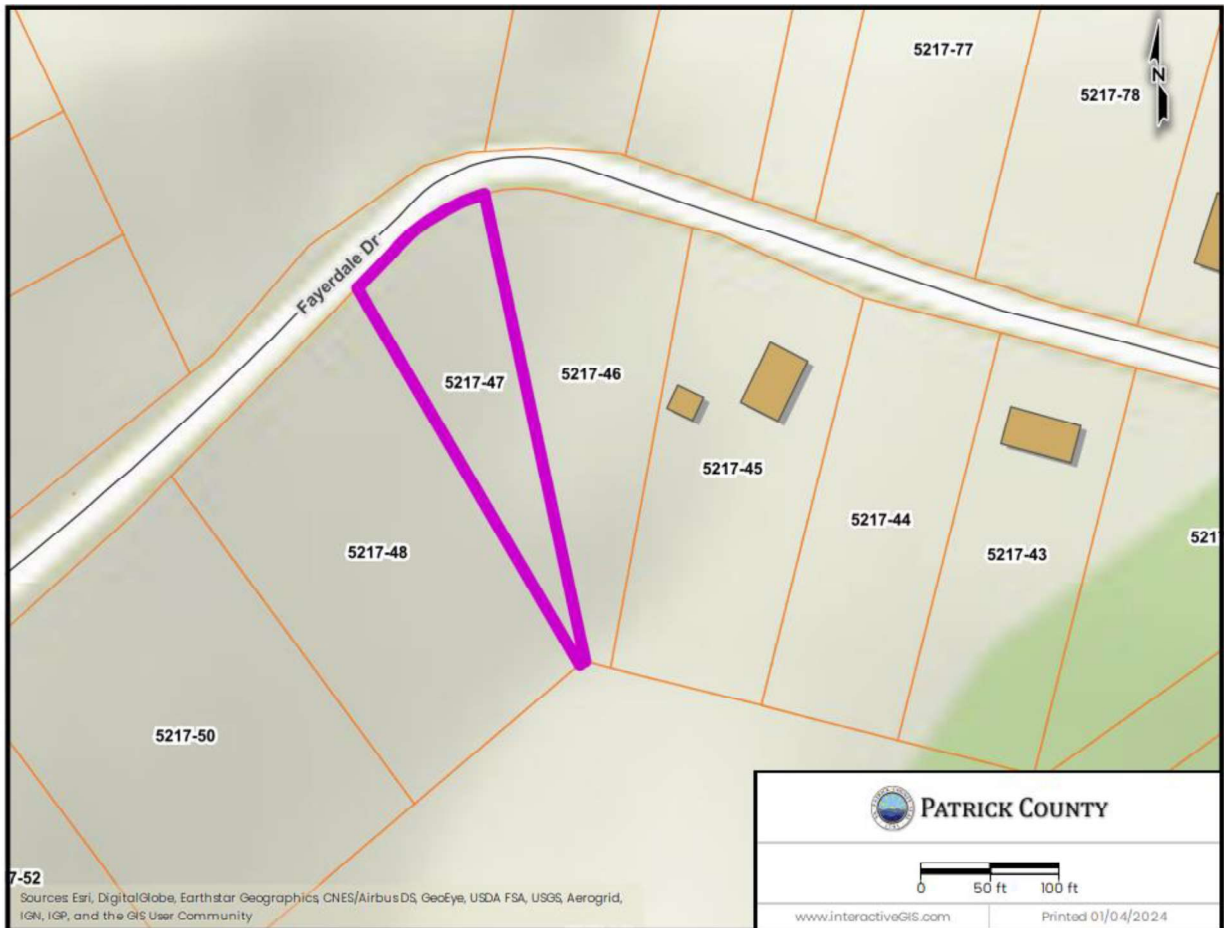 5217-77
5217-78
N
Fayerdale Dr
5217-47
5217-46
5217-45
5217-44
5217-43
521
5217-48
5217-50
7-52
Sources: Esri, DigitalGlobe, Earthstar Geographics, CNES/Airbus DS, GeoEye, USDA FSA, USGS, Aerogrid,
IGN, IGP, and the GIS User Community
PATRICK COUNTY
0 50 ft 100 ft
www.interactiveGIS.com Printed 01/04/2024